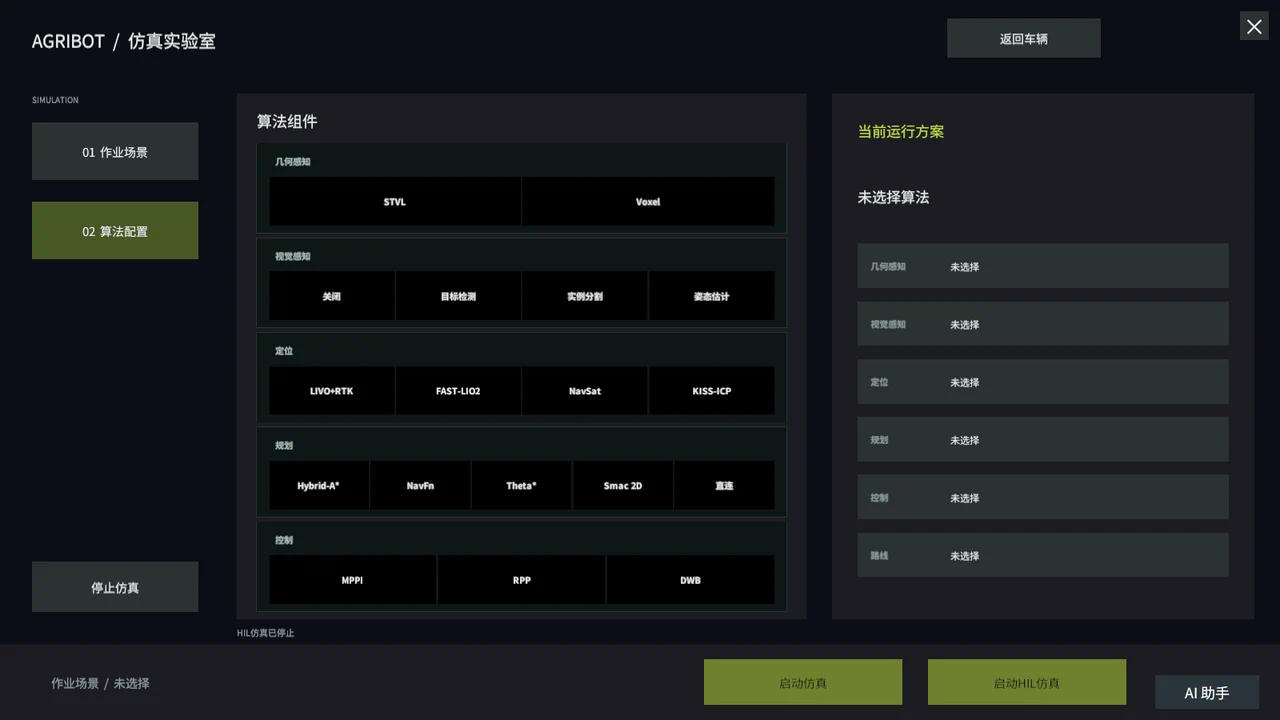 AGRIBOT / 仿真实验室
返回车辆
SIMULATION
01 作业场景
02 算法配置
停止仿真
算法组件
几何感知
STVL
Voxel
视觉感知
关闭
目标检测
实例分割
姿态估计
定位
LIVO+RTK
FAST-LIO2
NavSat
KISS-ICP
规划
Hybrid-A*
NavFn
Theta*
Smac 2D
直连
控制
MPPI
RPP
DWB
HIL仿真已停止
当前运行方案
未选择算法
几何感知 未选择
视觉感知 未选择
定位 未选择
规划 未选择
控制 未选择
路线 未选择
作业场景 / 未选择
启动仿真
启动HIL仿真
AI 助手